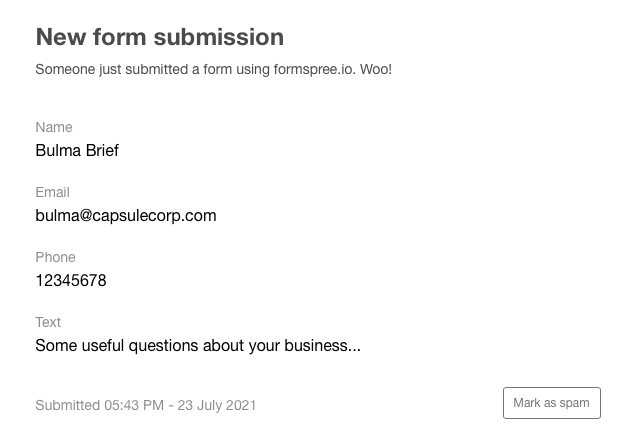 New form submission
Someone just submitted a form using formspree.io. Woo!
Name
Bulma Brief
Email
bulma@capsulecorp.com
Phone
12345678
Text
Some useful questions about your business...
Submitted 05:43 PM - 23 July 2021
Mark as spam